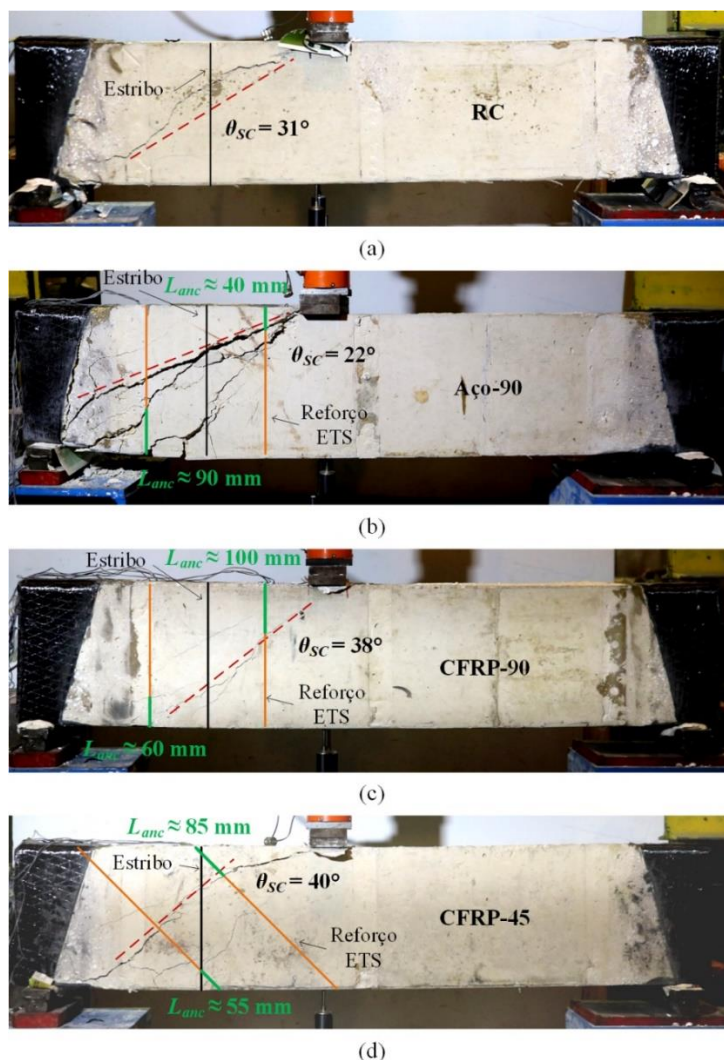 Estribo
θSC = 31°
RC
(a)
Estribo
Lanc ≈ 40 mm
θSC = 22°
Aço-90
Reforço
ETS
Lanc ≈ 90 mm
(b)
Estribo
Lanc ≈ 100 mm
θSC = 38°
CFRP-90
Reforço
ETS
Lanc ≈ 60 mm
(c)
Lanc ≈ 85 mm
Estribo
θSC = 40°
CFRP-45
Reforço
ETS
Lanc ≈ 55 mm
(d)